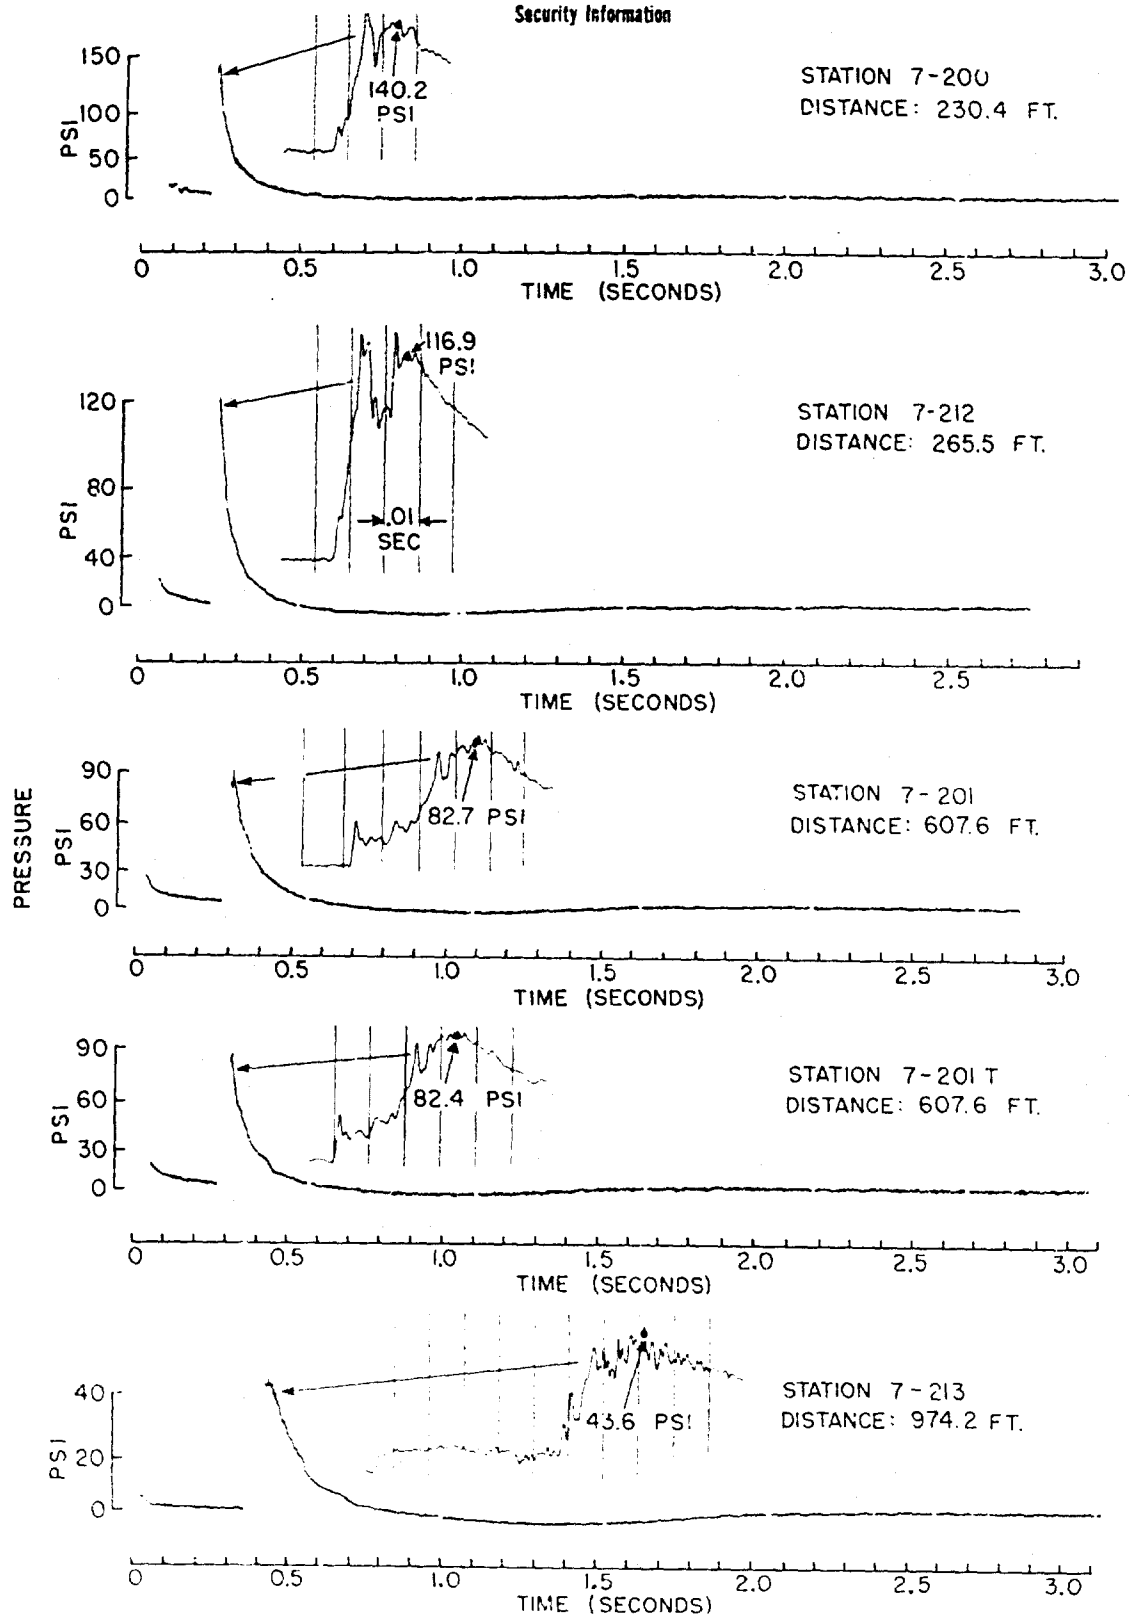 Security Information
150
100
50
0
PSI
140.2
PSI
STATION 7-200
DISTANCE: 230.4 FT.
0 0.5 1.0 1.5 2.0 2.5 3.0
TIME (SECONDS)
120
80
40
0
PSI
116.9
PSI
.01
SEC
STATION 7-212
DISTANCE: 265.5 FT.
0 0.5 1.0 1.5 2.0 2.5
TIME (SECONDS)
PRESSURE
90
60
30
0
PSI
82.7 PSI
STATION 7-201
DISTANCE: 607.6 FT.
0 0.5 1.0 1.5 2.0 2.5 3.0
TIME (SECONDS)
90
60
30
0
PSI
82.4 PSI
STATION 7-201 T
DISTANCE: 607.6 FT.
0 0.5 1.0 1.5 2.0 2.5 3.0
TIME (SECONDS)
40
20
0
PSI
43.6 PSI
STATION 7-213
DISTANCE: 974.2 FT.
0 0.5 1.0 1.5 2.0 2.5 3.0
TIME (SECONDS)